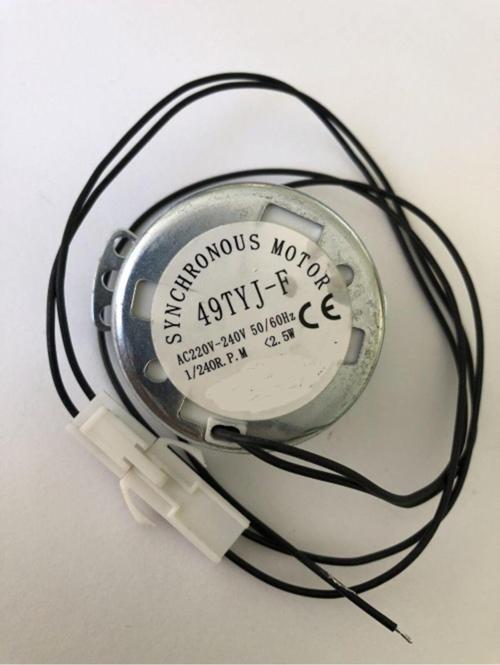 SYNCHRONOUS MOTOR
49TYJ-F
AC220V-240V 50/60Hz
1/240R.P.M <2.5W
CE